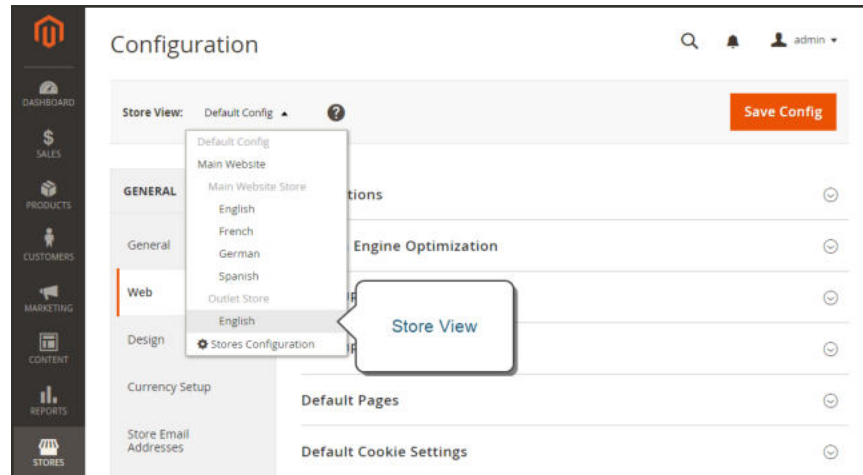 Configuration
admin
DASHBOARD
SALES
PRODUCTS
CUSTOMERS
MARKETING
CONTENT
REPORTS
STORES
Store View: Default Config
Save Config
Default Config
Main Website
Main Website Store
English
French
German
Spanish
Outlet Store
English
Stores Configuration
GENERAL
General
Web
Design
Currency Setup
Store Email
Addresses
tions
Engine Optimization
Store View
Default Pages
Default Cookie Settings